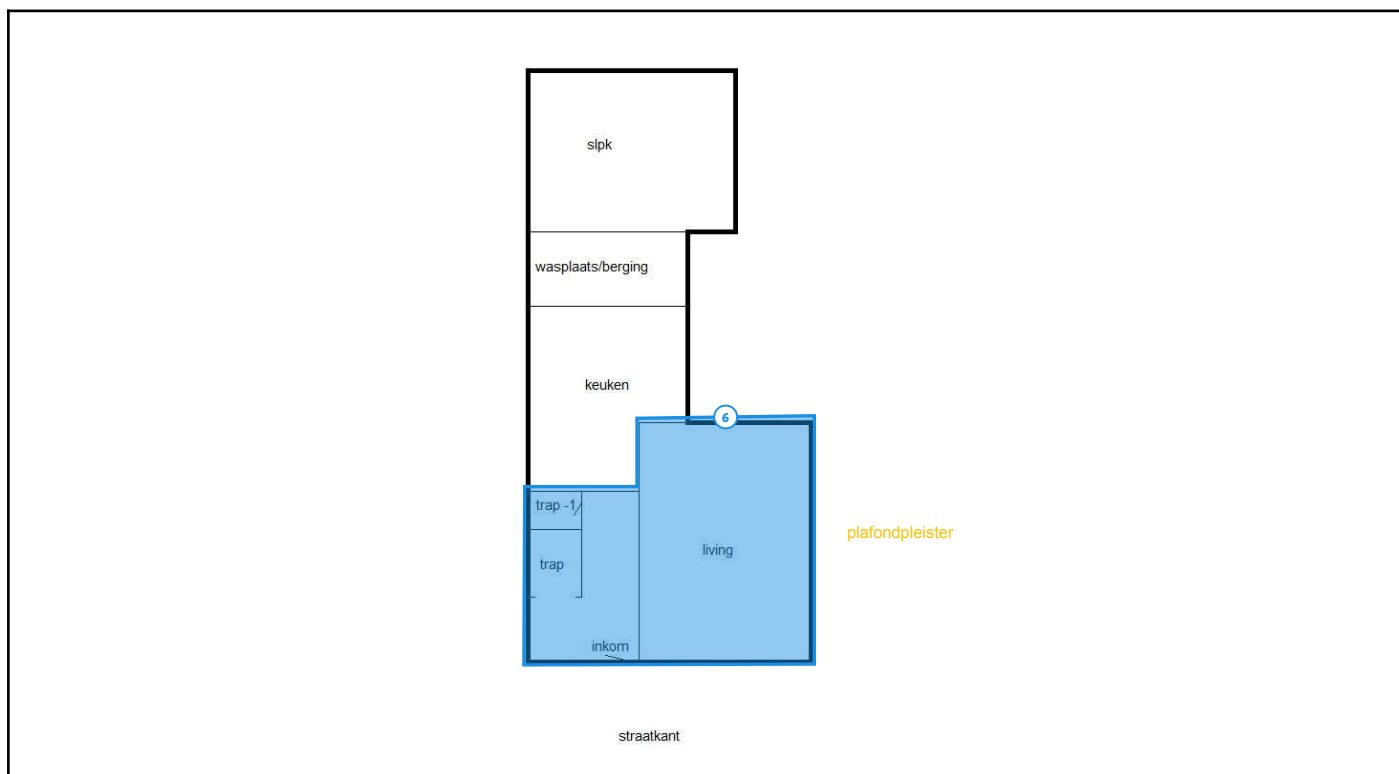 slpk
wasplaats/berging
keuken
6
trap -1
plafondpleister
living
trap
inkom
straatkant